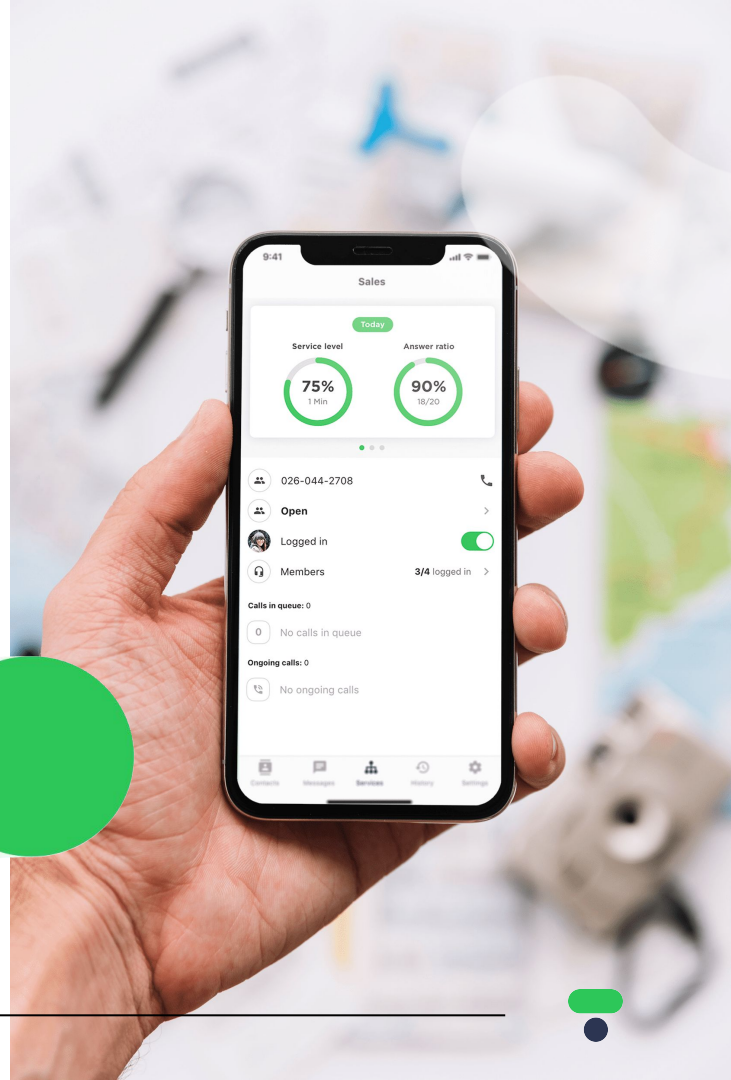 9:41
Sales
Today
Service level
Answer ratio
75%
1 Min
90%
18/20
026-044-2708
Open
Logged in
Members 3/4 logged in
Calls in queue: 0
0 No calls in queue
Ongoing calls: 0
No ongoing calls
Contacts Messages Services History Settings